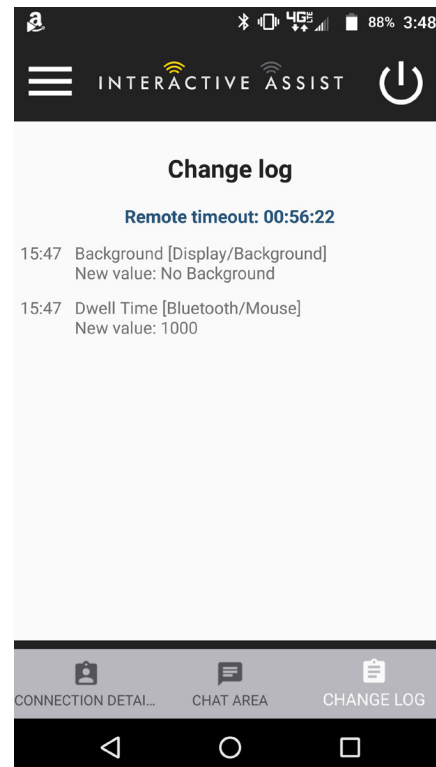 4GE 88% 3:48
INTERACTIVE ASSIST
Change log
Remote timeout: 00:56:22
15:47 Background [Display/Background]
New value: No Background
15:47 Dwell Time [Bluetooth/Mouse]
New value: 1000
CONNECTION DETAI... CHAT AREA CHANGE LOG